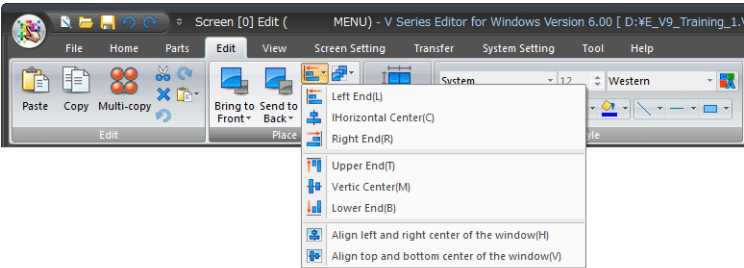 Screen [0] Edit ( MENU) - V Series Editor for Windows Version 6.00 [ D:¥E_V9_Training_1.V
File Home Parts Edit View Screen Setting Transfer System Setting Tool Help
System 12 Western
Paste Copy Multi-copy Bring to Front Send to Back
Edit Place
Left End(L)
IHorizontal Center(C)
Right End(R)
Upper End(T)
Vertic Center(M)
Lower End(B)
Align left and right center of the window(H)
Align top and bottom center of the window(V)